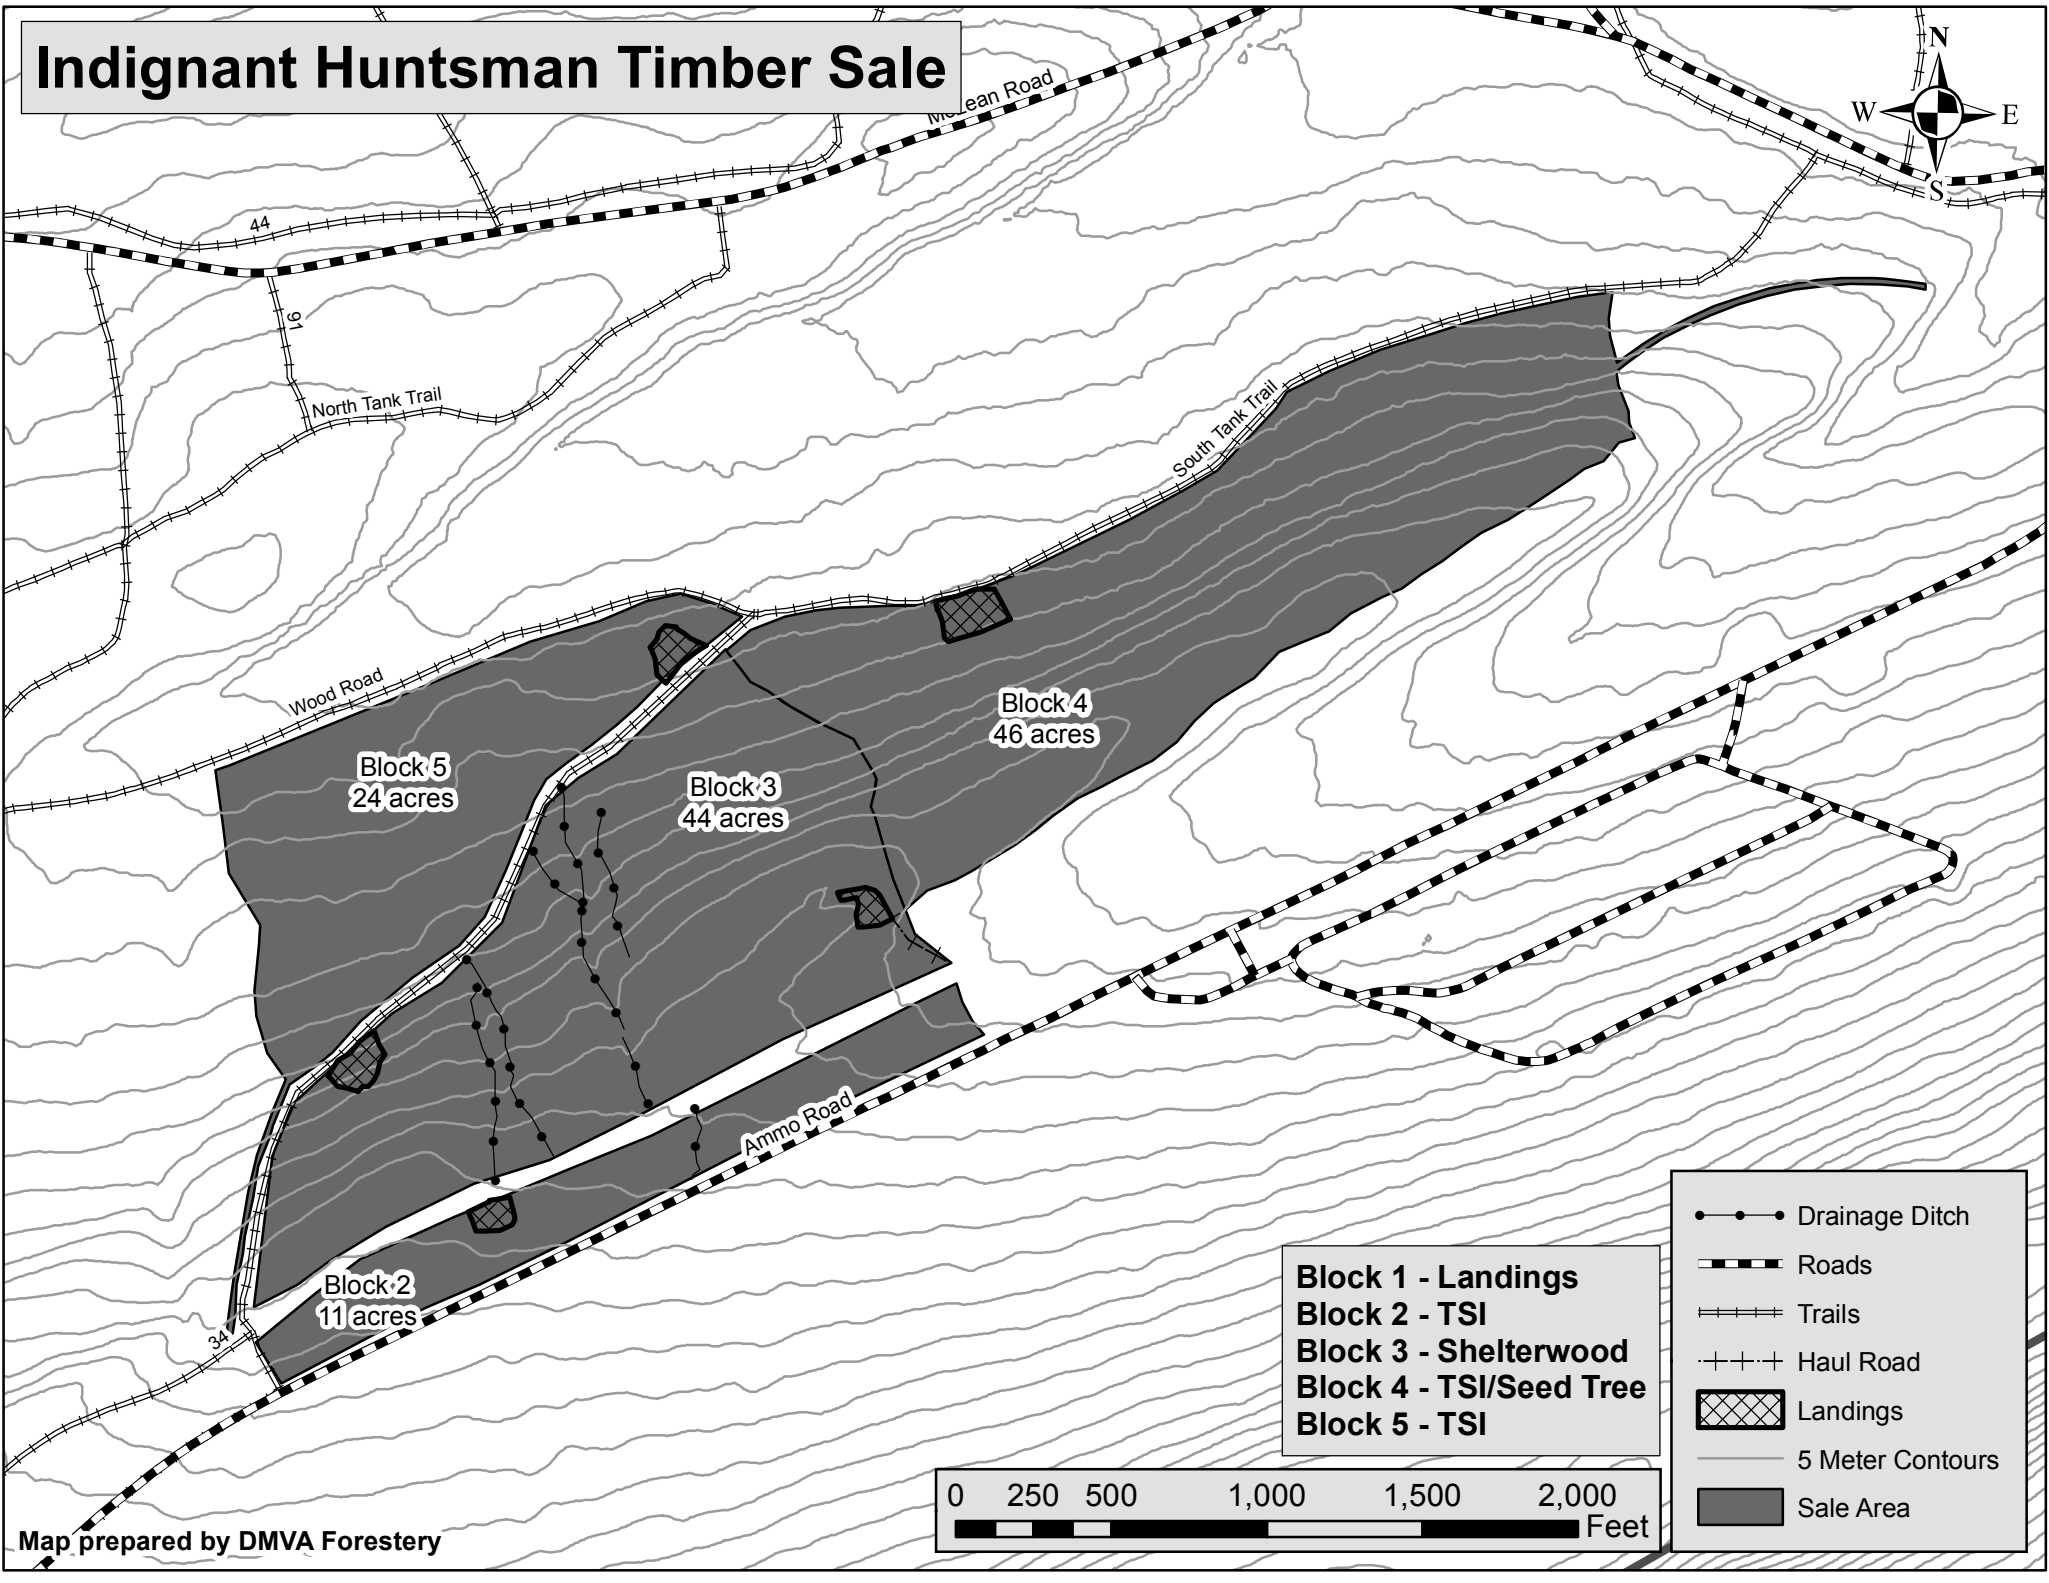 Indignant Huntsman Timber Sale
N
W
E
S
ean Road
44
91
North Tank Trail
South Tank Trail
Wood Road
Block 4
46 acres
Block 5
24 acres
Block 3
44 acres
Ammo Road
Block 2
11 acres
34
Block 1 - Landings
Block 2 - TSI
Block 3 - Shelterwood
Block 4 - TSI/Seed Tree
Block 5 - TSI
Drainage Ditch
Roads
Trails
Haul Road
Landings
5 Meter Contours
Sale Area
0 250 500 1,000 1,500 2,000
Feet
Map prepared by DMVA Forestery